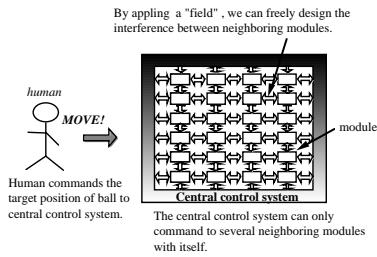 By appling a "field" , we can freely design the
interference between neighboring modules.
human
MOVE!
module
Human commands the
target position of ball to
central control system.
Central control system
The central control system can only
command to several neighboring modules
with itself.